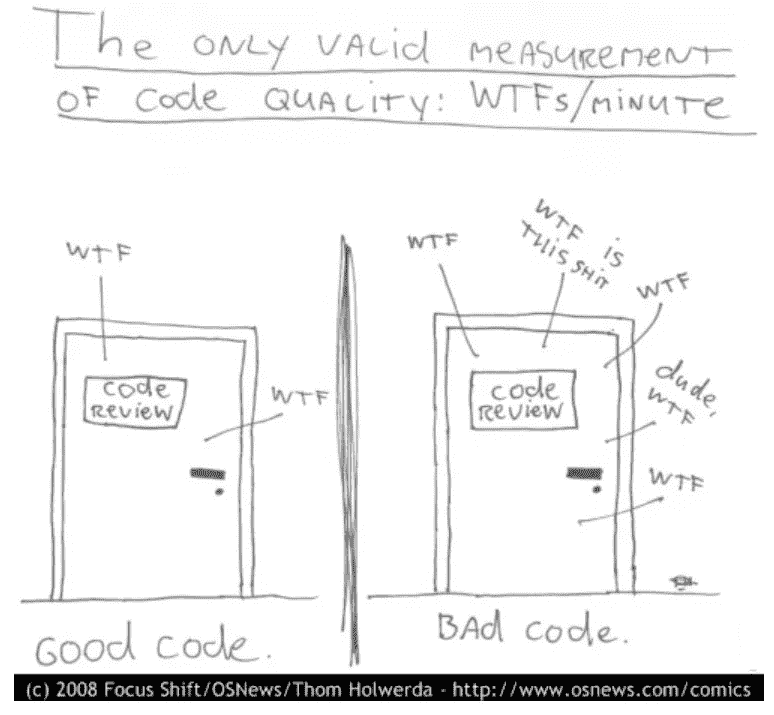 The ONLY VALid MEASUREMENT
OF Code QUALITY: WTFs/MINUTE
WTF
Code
REVIEW
WTF
GOOD CODE.
WTF
WTF is
THiS SHiT
WTF
dude,
WTF
WTF
Code
REVIEW
BAd CODE.
(c) 2008 Focus Shift/OSNews/Thom Holwerda - http://www.osnews.com/comics